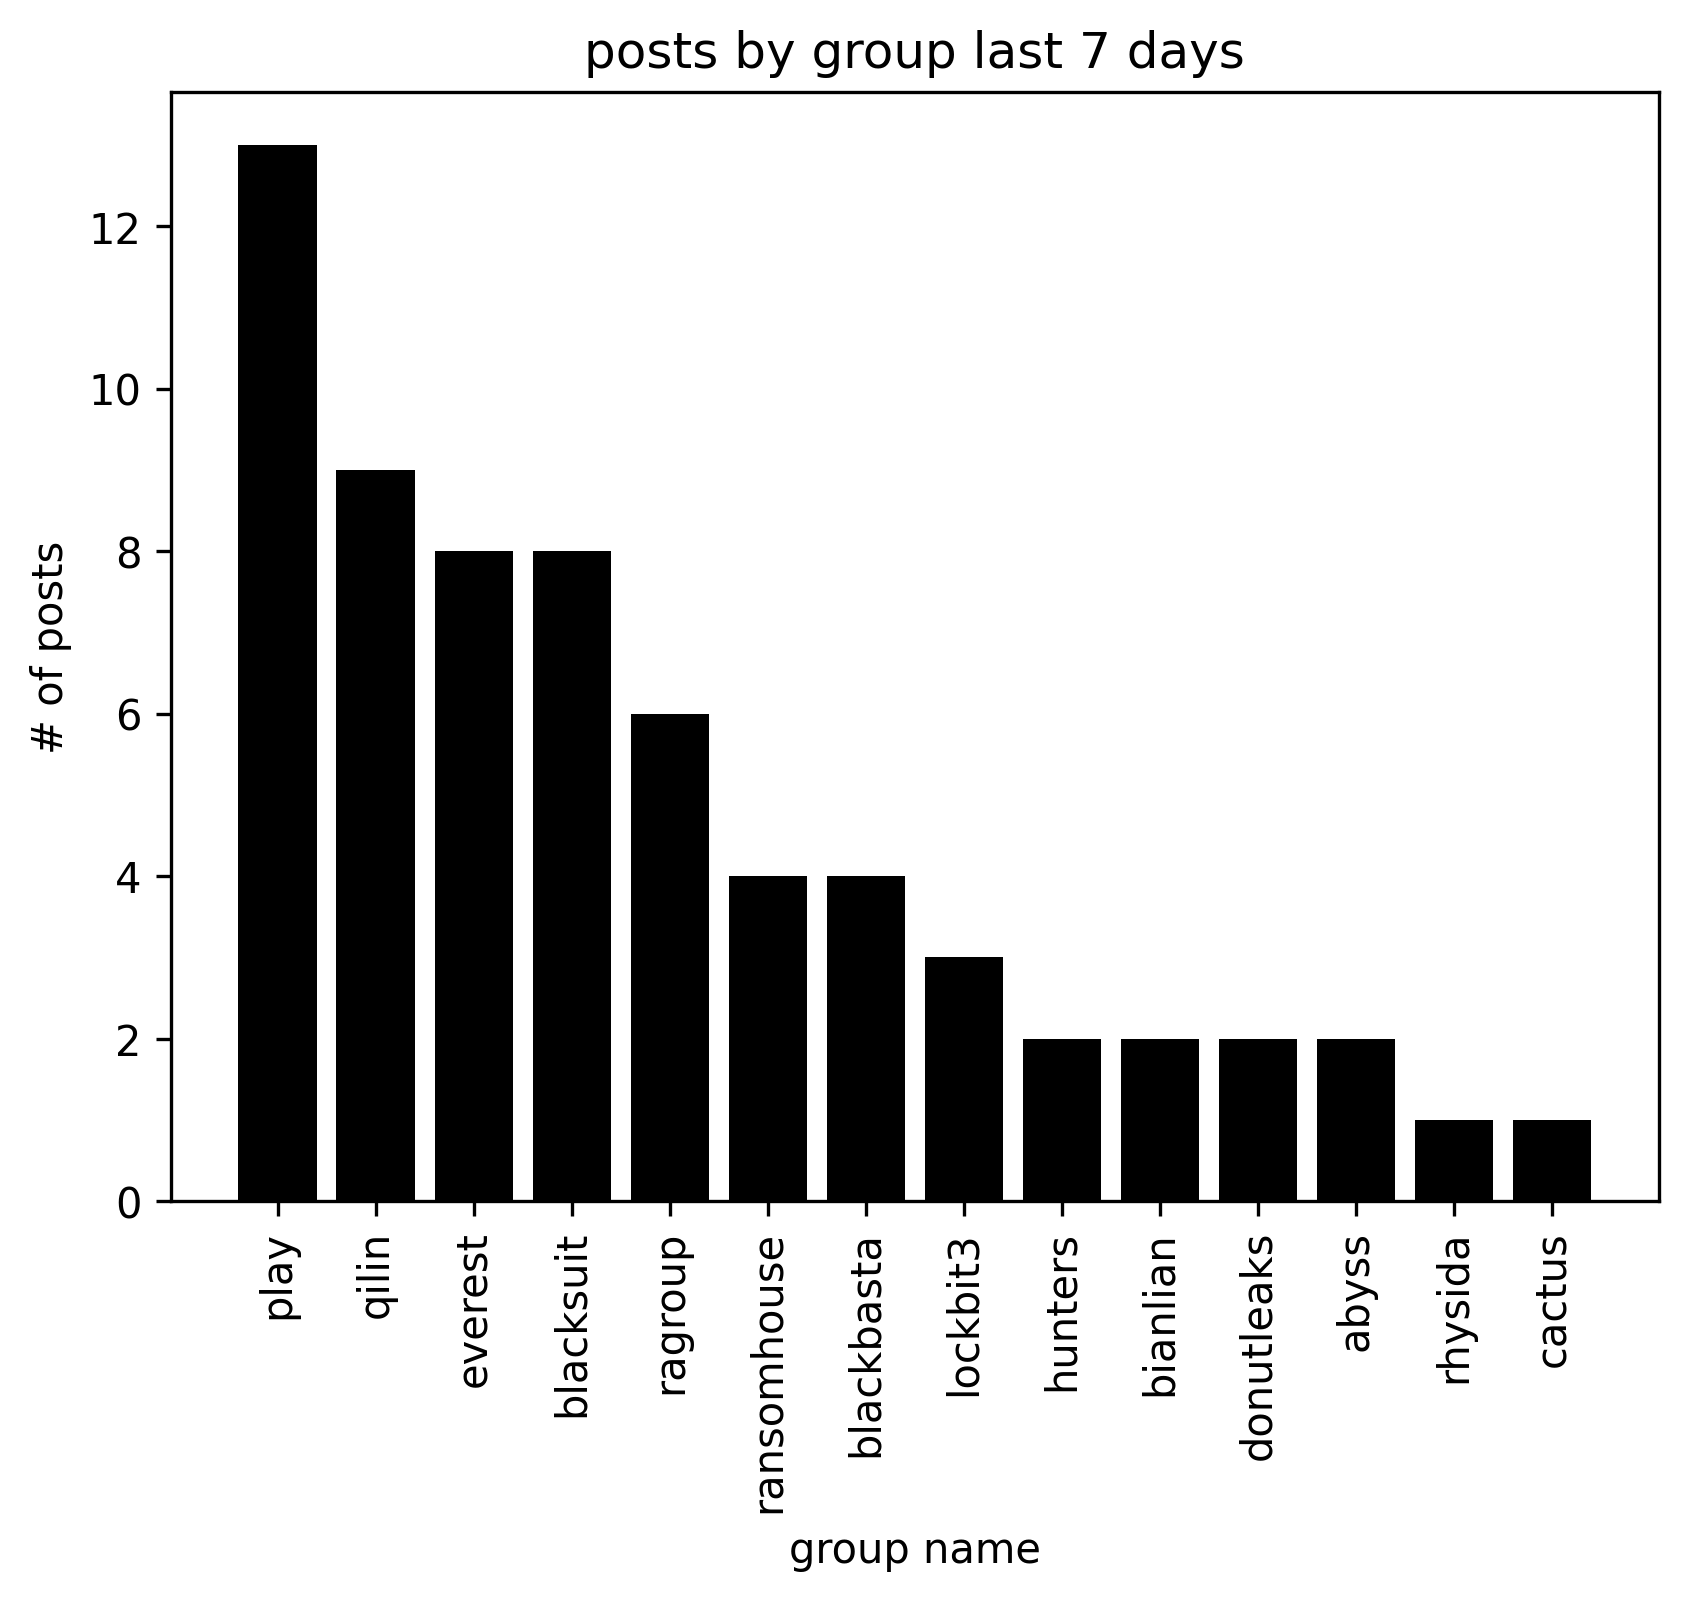 posts by group last 7 days
# of posts
12
10
8
6
4
2
0
play
qilin
everest
blacksuit
ragroup
ransomhouse
blackbasta
lockbit3
hunters
bianlian
donutleaks
abyss
rhysida
cactus
group name